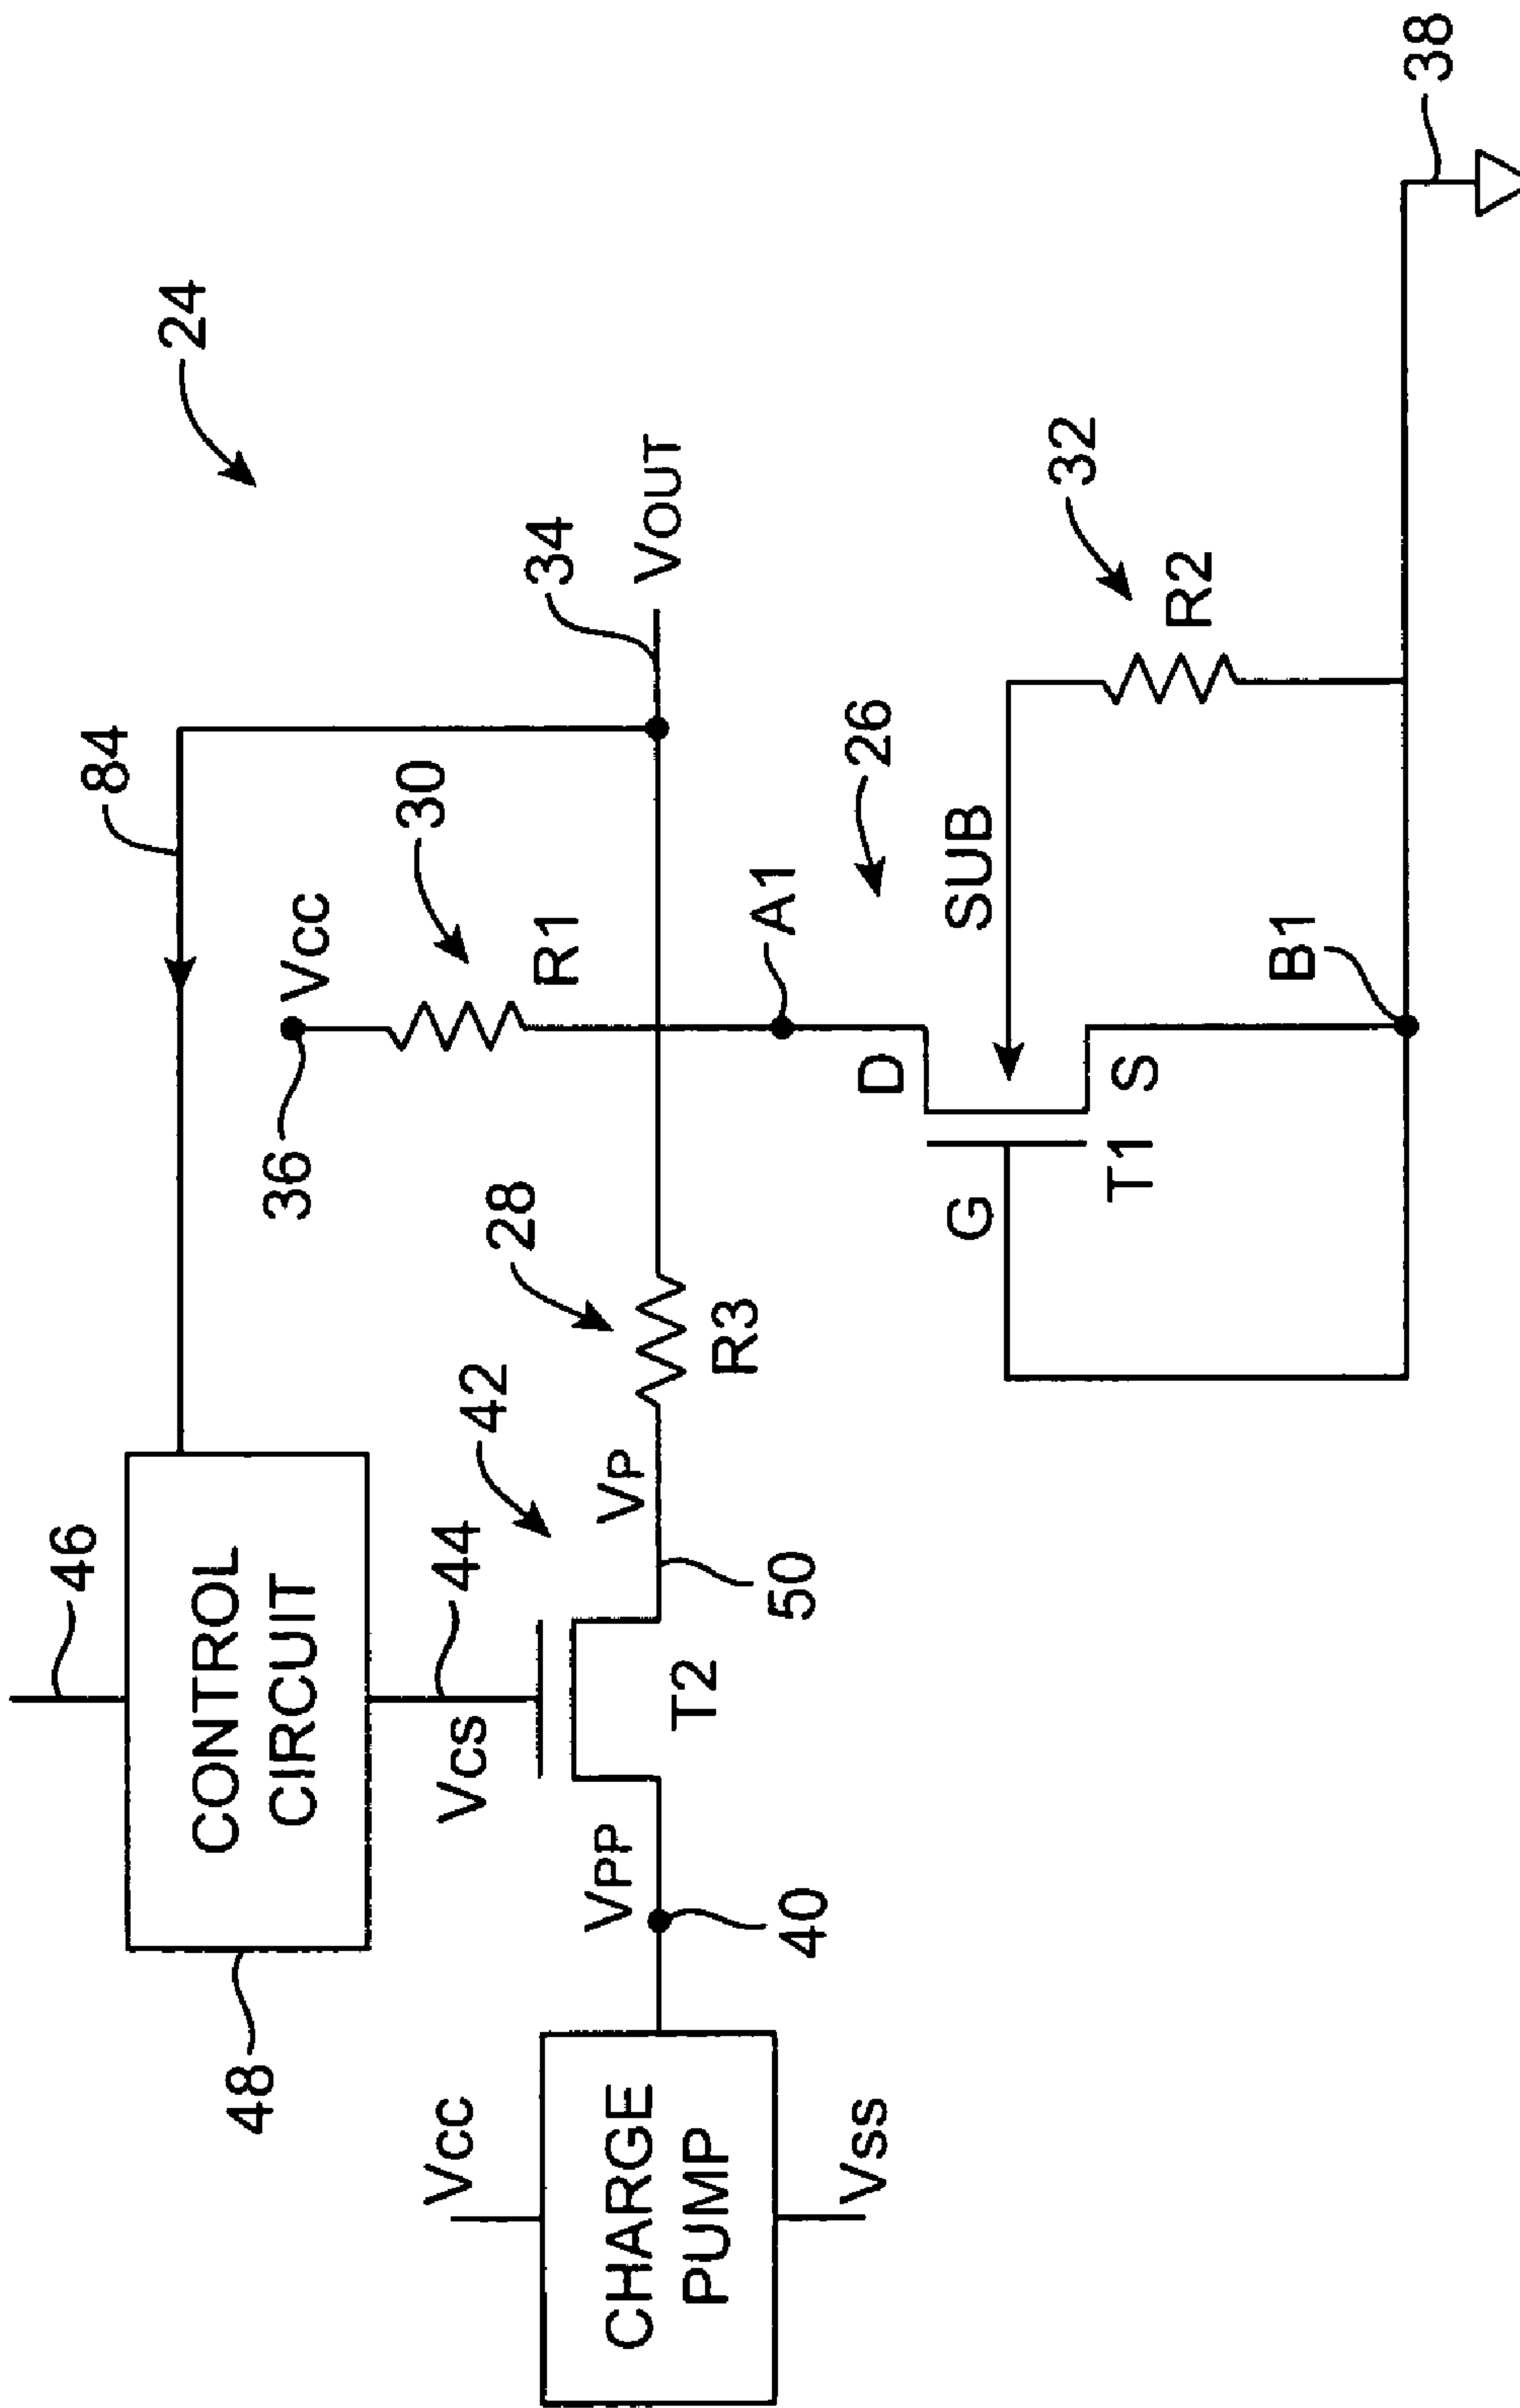 24
84
46
CONTROL
CIRCUIT
48
44
VCS
36
VCC
30
R1
34
VOUT
42
28
VCC
CHARGE
PUMP
VSS
VPP
40
T2
VP
50
R3
A1
26
D
G
T1
S
SUB
32
R2
B1
38